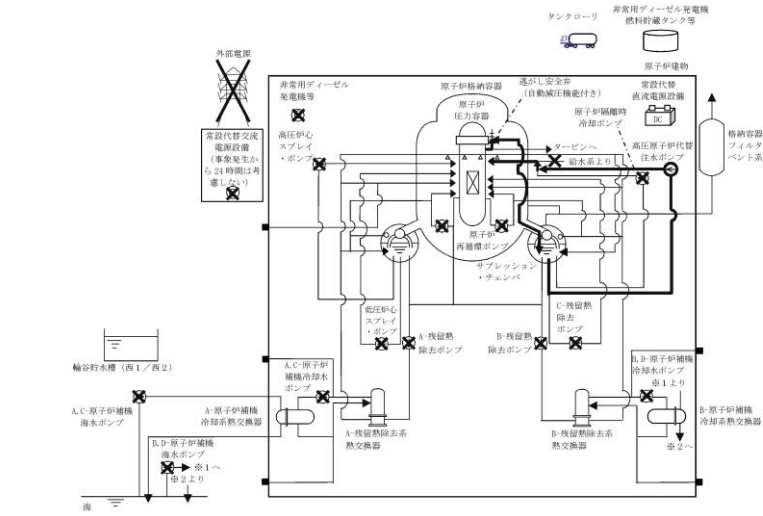 タンクローリ
非常用ディーゼル発電機
燃料貯蔵タンク等
外部電源
原子炉建物
非常用ディーゼル
発電機等
原子炉格納容器
原子炉
圧力容器
逃がし安全弁
(自動減圧機能付き)
常設代替
直流電源設備
DC
原子炉隔離時
冷却ポンプ
常設代替交流
電源設備
(事象発生か
ら24時間は考
慮しない)
高圧炉心
スプレイ
・ポンプ
タービンへ
給水系より
高圧原子炉代替
注水ポンプ
格納容器
フィルタ
ベント系
原子炉
再循環ポンプ
サプレッション
・チェンバ
低圧炉心
スプレイ
・ポンプ
A-残留熱
除去ポンプ
B-残留熱
除去ポンプ
C-残留熱
除去
ポンプ
輪谷貯水槽(西1/西2)
A,C-原子炉補機
冷却水
ポンプ
B,D-原子炉補機
冷却水ポンプ
※1より
A,C-原子炉補機
海水ポンプ
A-原子炉補機
冷却系熱交換器
A-残留熱除去系
熱交換器
B-残留熱除去系
熱交換器
B-原子炉補機
冷却系熱交換器
※2へ
B,D-原子炉補機
海水ポンプ
※1へ
※2より
海